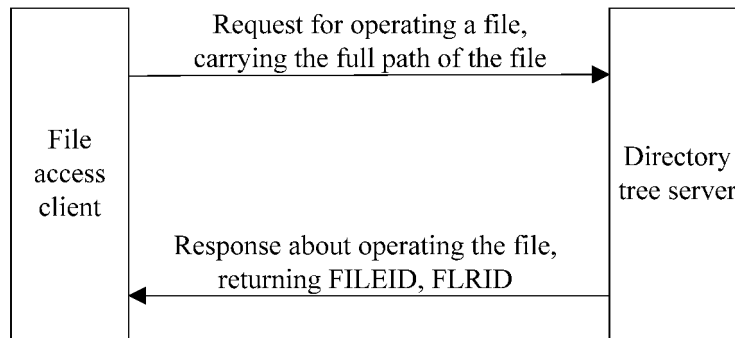 Request for operating a file,
carrying the full path of the file
File
access
client
Directory
tree server
Response about operating the file,
returning FILEID, FLRID